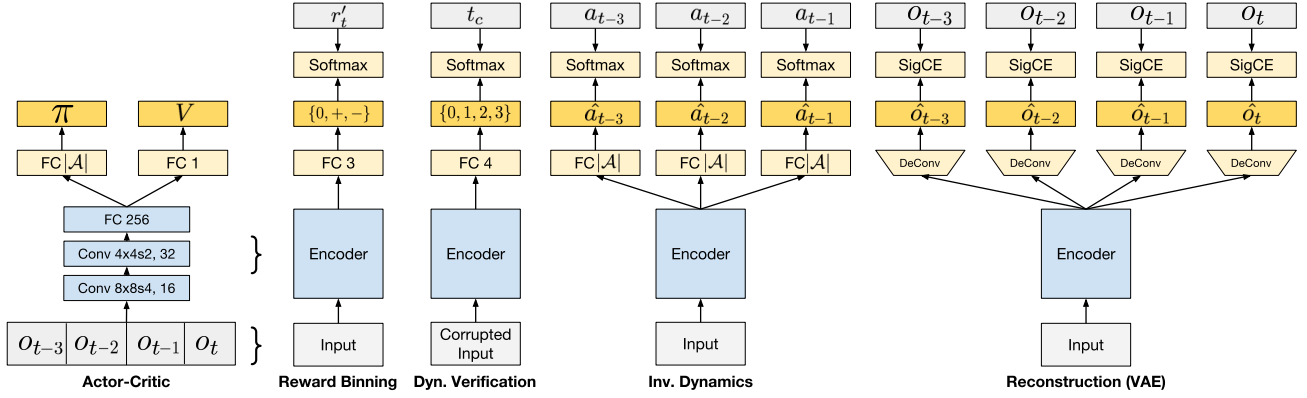 r′_t t_c a_{t−3} a_{t−2} a_{t−1} o_{t−3} o_{t−2} o_{t−1} o_t
Softmax Softmax Softmax Softmax Softmax SigCE SigCE SigCE SigCE
π V {0, +, −} {0, 1, 2, 3} â_{t−3} â_{t−2} â_{t−1} ô_{t−3} ô_{t−2} ô_{t−1} ô_t
FC|𝒜| FC 1 FC 3 FC 4 FC|𝒜| FC|𝒜| FC|𝒜| DeConv DeConv DeConv DeConv
FC 256
Conv 4x4s2, 32 } Encoder Encoder Encoder Encoder
Conv 8x8s4, 16
o_{t−3} o_{t−2} o_{t−1} o_t } Input Corrupted Input Input Input
Actor-Critic Reward Binning Dyn. Verification Inv. Dynamics Reconstruction (VAE)